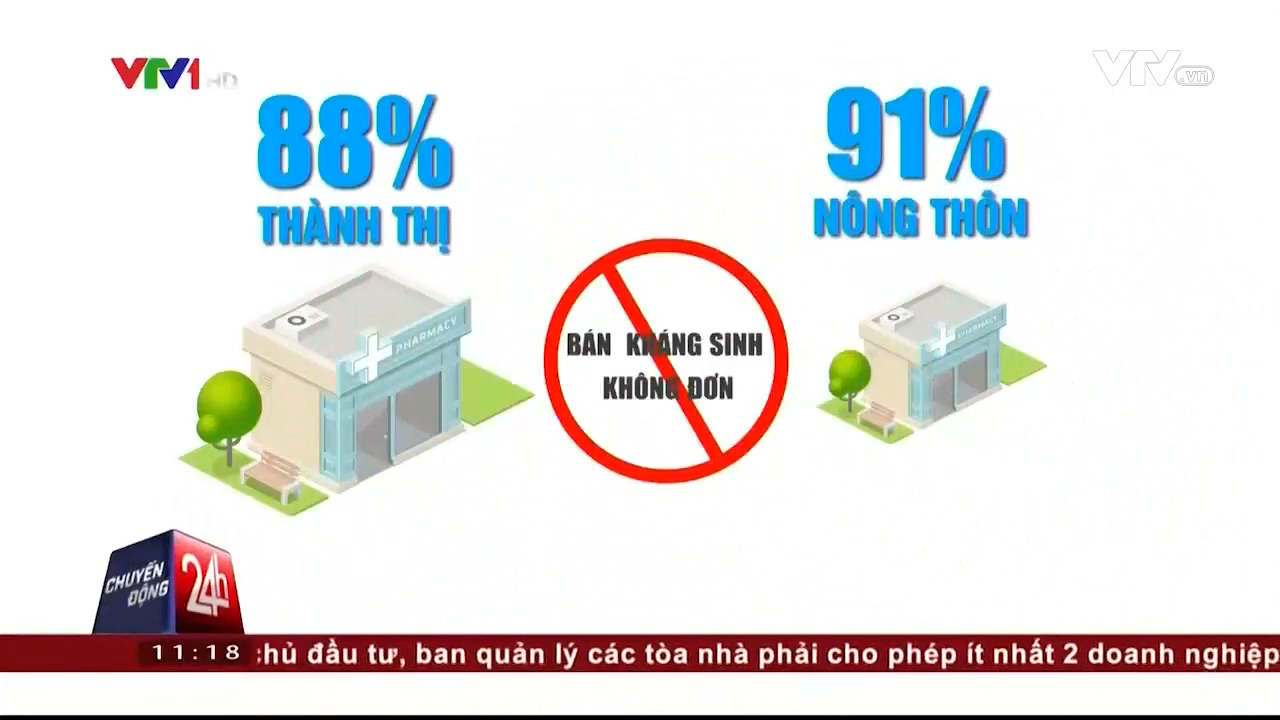 VTV1 HD
VTV.vn
88%
THÀNH THỊ
91%
NÔNG THÔN
PHARMACY
PHARMACY
BÁN KHÁNG SINH
KHÔNG ĐƠN
CHUYỂN
ĐỘNG
24h
11:18
chủ đầu tư, ban quản lý các tòa nhà phải cho phép ít nhất 2 doanh nghiệp